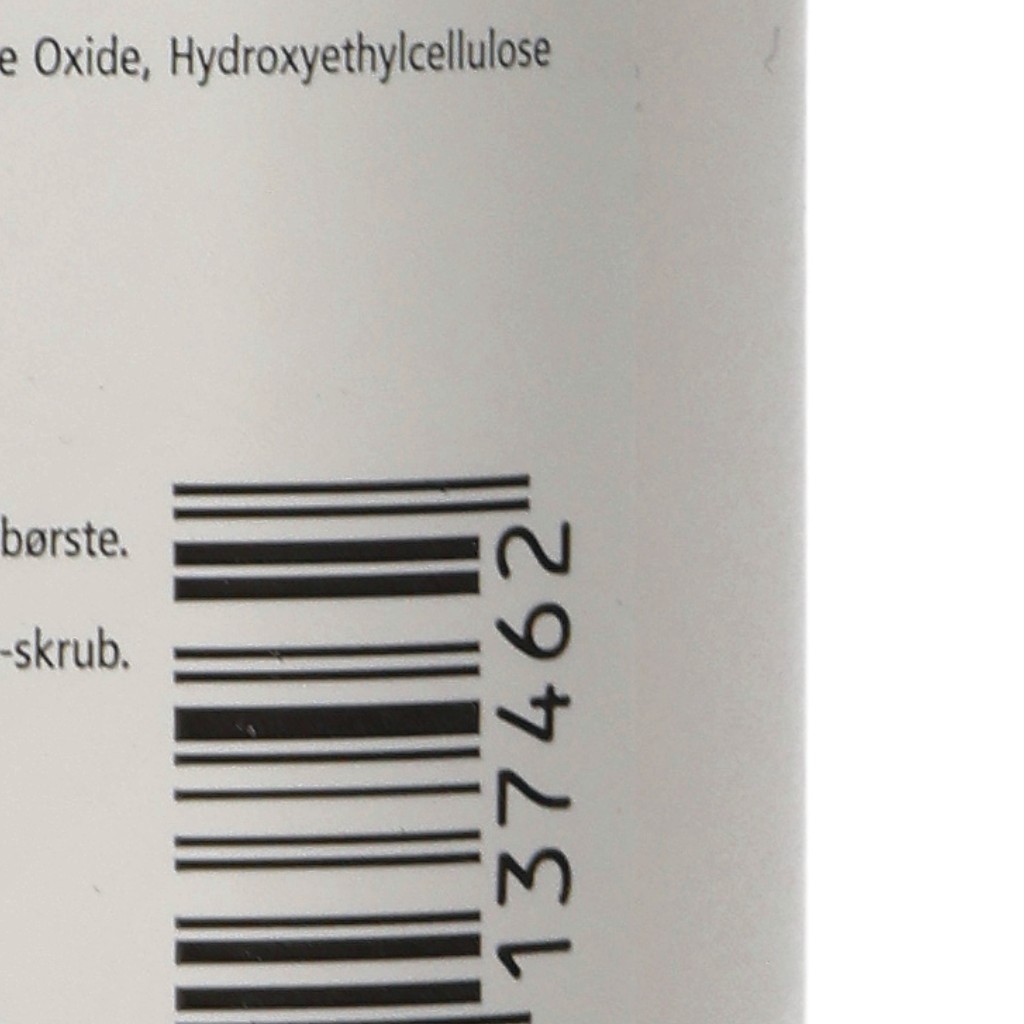 e Oxide, Hydroxyethylcellulose
børste.
-skrub.
137462